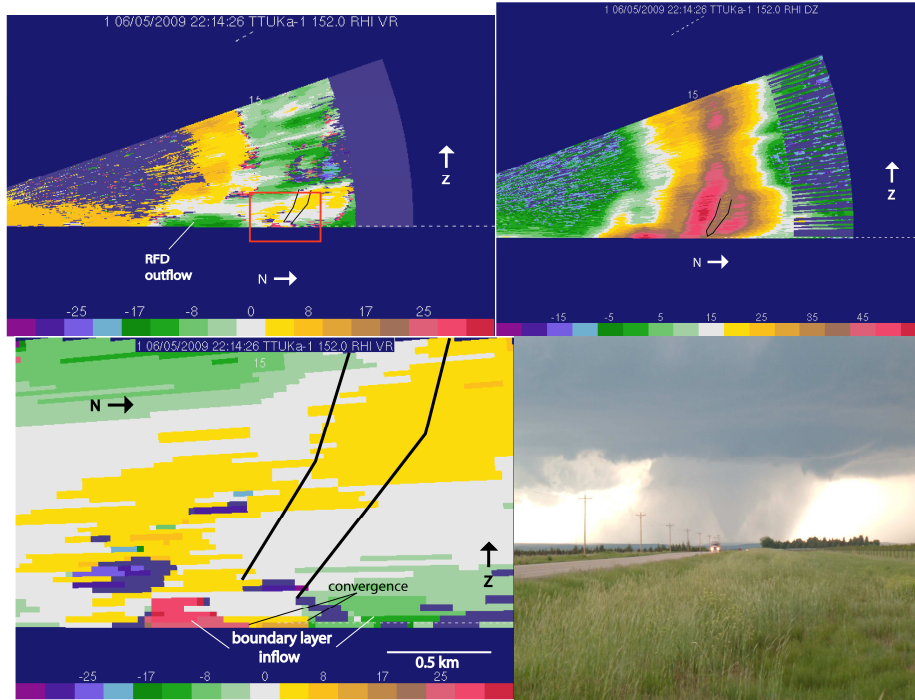 1 06/05/2009 22:14:26 TTUKa-1 152.0 RHI VR
15
Z
RFD
outflow
N
-25 -17 -8 0 8 17 25
1 06/05/2009 22:14:26 TTUKa-1 152.0 RHI DZ
15
Z
N
-15 -5 5 15 25 35 45
1 06/05/2009 22:14:26 TTUKa-1 152.0 RHI VR
15
N
Z
convergence
boundary layer
inflow
0.5 km
-25 -17 -8 0 8 17 25